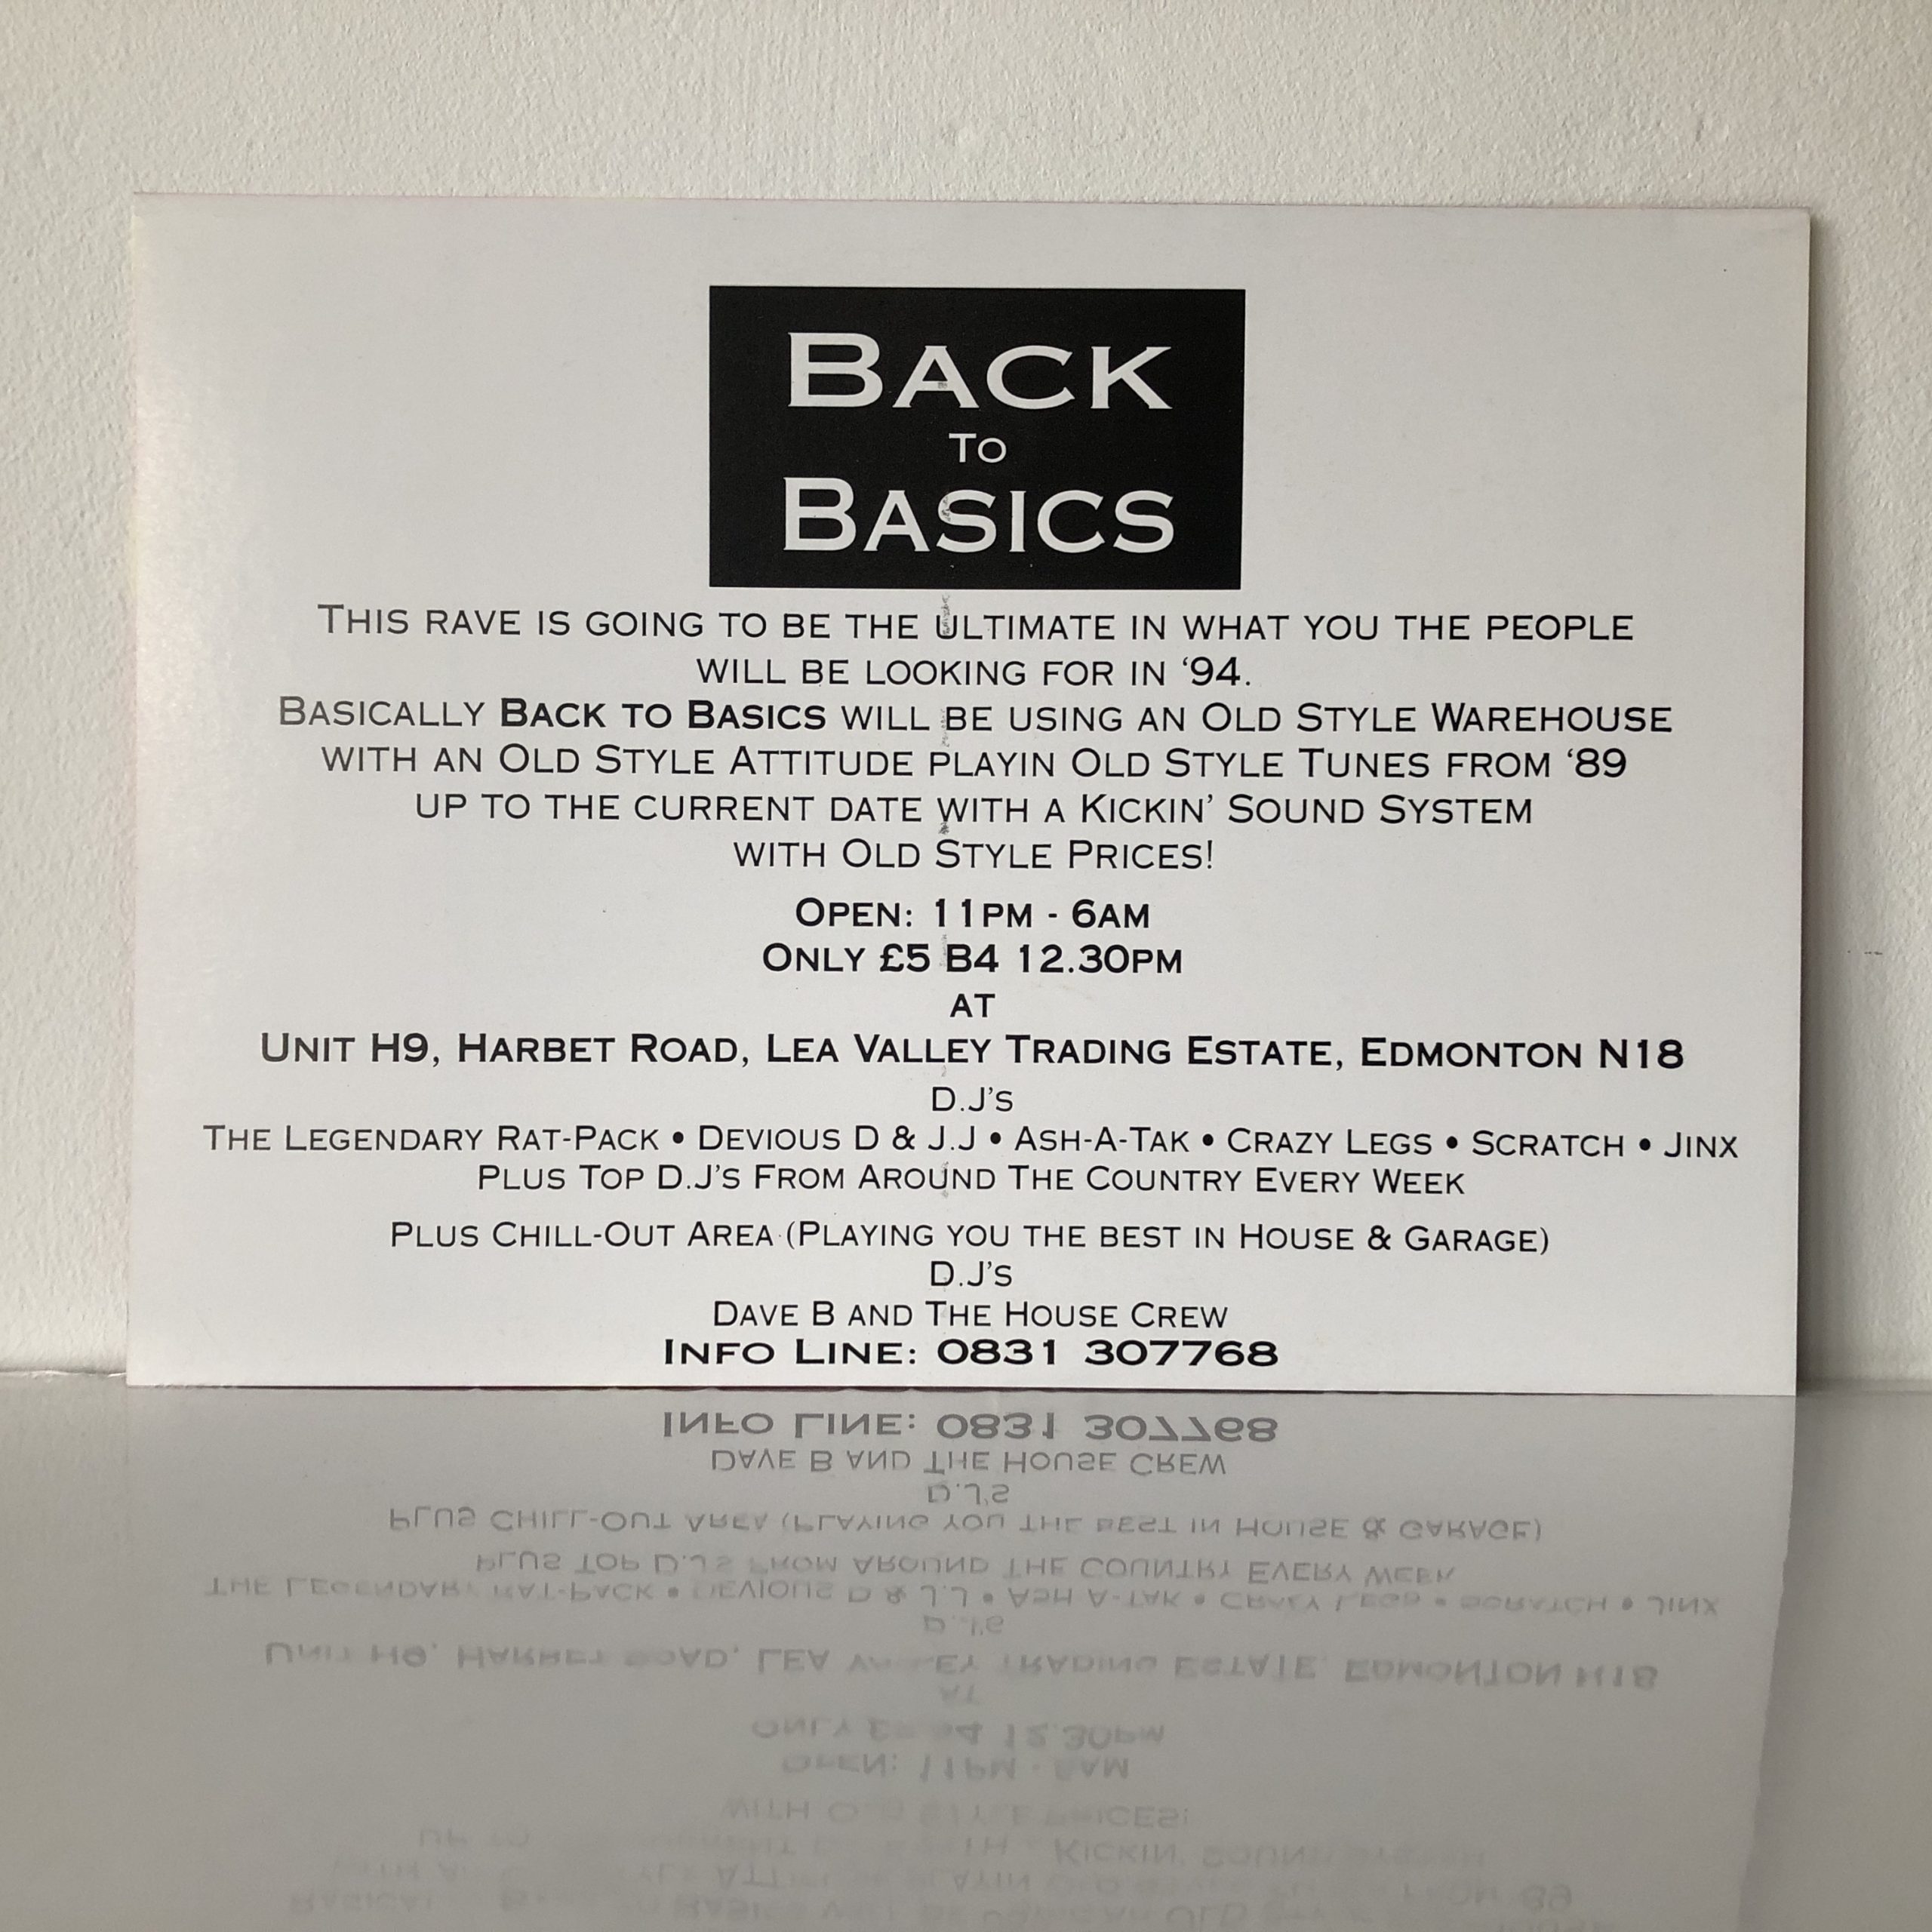 BACK
TO
BASICS
THIS RAVE IS GOING TO BE THE ULTIMATE IN WHAT YOU THE PEOPLE
WILL BE LOOKING FOR IN ‘94.
BASICALLY BACK TO BASICS WILL BE USING AN OLD STYLE WAREHOUSE
WITH AN OLD STYLE ATTITUDE PLAYIN OLD STYLE TUNES FROM ‘89
UP TO THE CURRENT DATE WITH A KICKIN’ SOUND SYSTEM
WITH OLD STYLE PRICES!
OPEN: 11PM - 6AM
ONLY £5 B4 12.30PM
AT
UNIT H9, HARBET ROAD, LEA VALLEY TRADING ESTATE, EDMONTON N18
D.J’S
THE LEGENDARY RAT-PACK • DEVIOUS D & J.J • ASH-A-TAK • CRAZY LEGS • SCRATCH • JINX
PLUS TOP D.J’S FROM AROUND THE COUNTRY EVERY WEEK
PLUS CHILL-OUT AREA (PLAYING YOU THE BEST IN HOUSE & GARAGE)
D.J’S
DAVE B AND THE HOUSE CREW
INFO LINE: 0831 307768